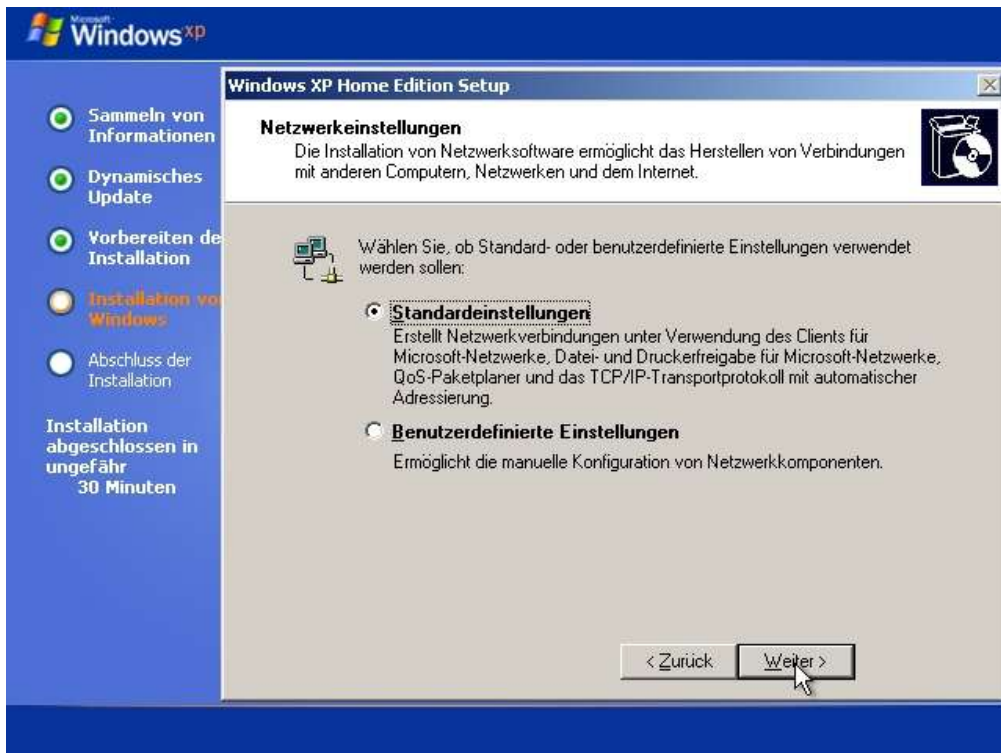 Microsoft
Windows xp
Sammeln von
Informationen
Dynamisches
Update
Vorbereiten de
Installation
Installation vo
Windows
Abschluss der
Installation
Installation
abgeschlossen in
ungefähr
30 Minuten
Windows XP Home Edition Setup
Netzwerkeinstellungen
Die Installation von Netzwerksoftware ermöglicht das Herstellen von Verbindungen
mit anderen Computern, Netzwerken und dem Internet.
Wählen Sie, ob Standard- oder benutzerdefinierte Einstellungen verwendet
werden sollen:
Standardeinstellungen
Erstellt Netzwerkverbindungen unter Verwendung des Clients für
Microsoft-Netzwerke, Datei- und Druckerfreigabe für Microsoft-Netzwerke,
QoS-Paketplaner und das TCP/IP-Transportprotokoll mit automatischer
Adressierung.
Benutzerdefinierte Einstellungen
Ermöglicht die manuelle Konfiguration von Netzwerkkomponenten.
< Zurück
Weiter >